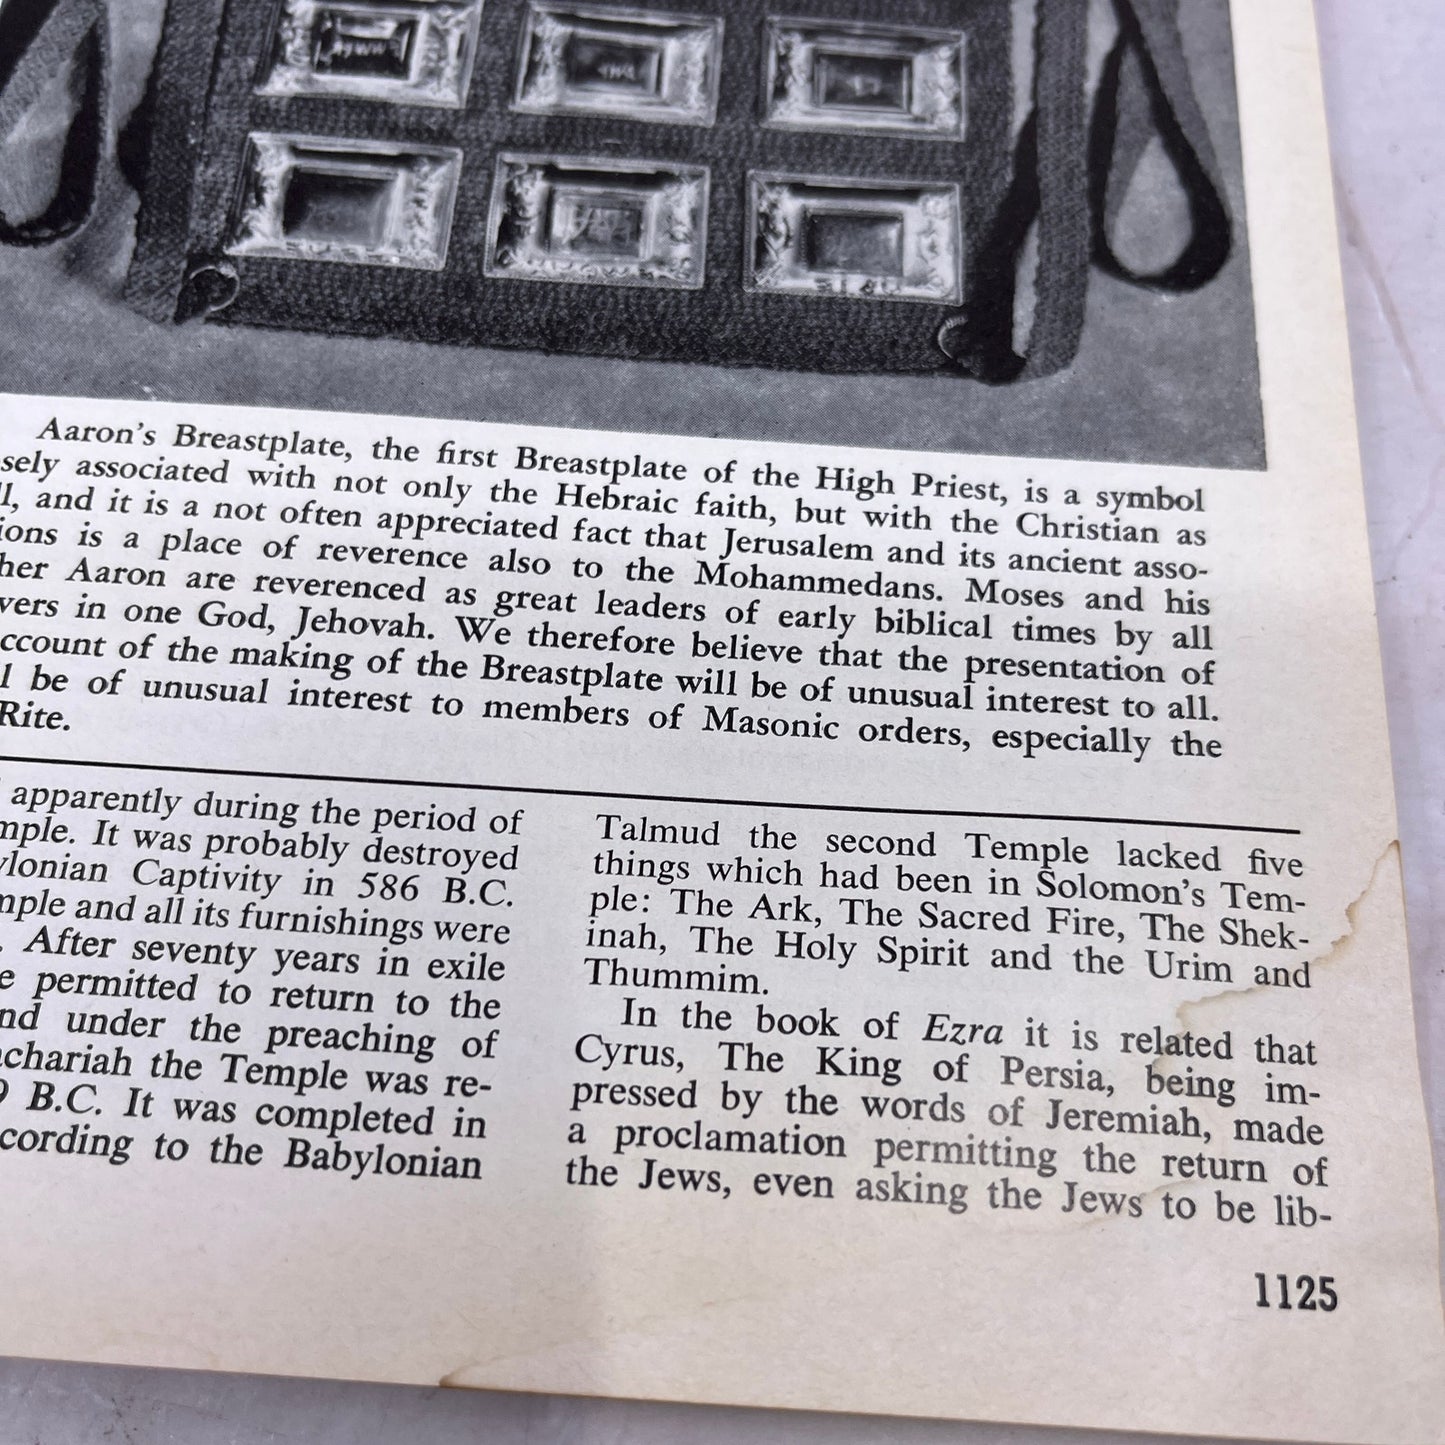 Aaron's Breastplate, the first Breastplate of the High Priest, is a symbol
sely associated with not only the Hebraic faith, but with the Christian as
l, and it is a not often appreciated fact that Jerusalem and its ancient asso-
ions is a place of reverence also to the Mohammedans. Moses and his
her Aaron are reverenced as great leaders of early biblical times by all
vers in one God, Jehovah. We therefore believe that the presentation of
ccount of the making of the Breastplate will be of unusual interest to all.
l be of unusual interest to members of Masonic orders, especially the
Rite.
apparently during the period of
mple. It was probably destroyed
ylonian Captivity in 586 B.C.
mple and all its furnishings were
. After seventy years in exile
e permitted to return to the
nd under the preaching of
chariah the Temple was re-
9 B.C. It was completed in
cording to the Babylonian
Talmud the second Temple lacked five
things which had been in Solomon's Tem-
ple: The Ark, The Sacred Fire, The Shek-
inah, The Holy Spirit and the Urim and
Thummim.
In the book of Ezra it is related that
Cyrus, The King of Persia, being im-
pressed by the words of Jeremiah, made
a proclamation permitting the return of
the Jews, even asking the Jews to be lib-
1125